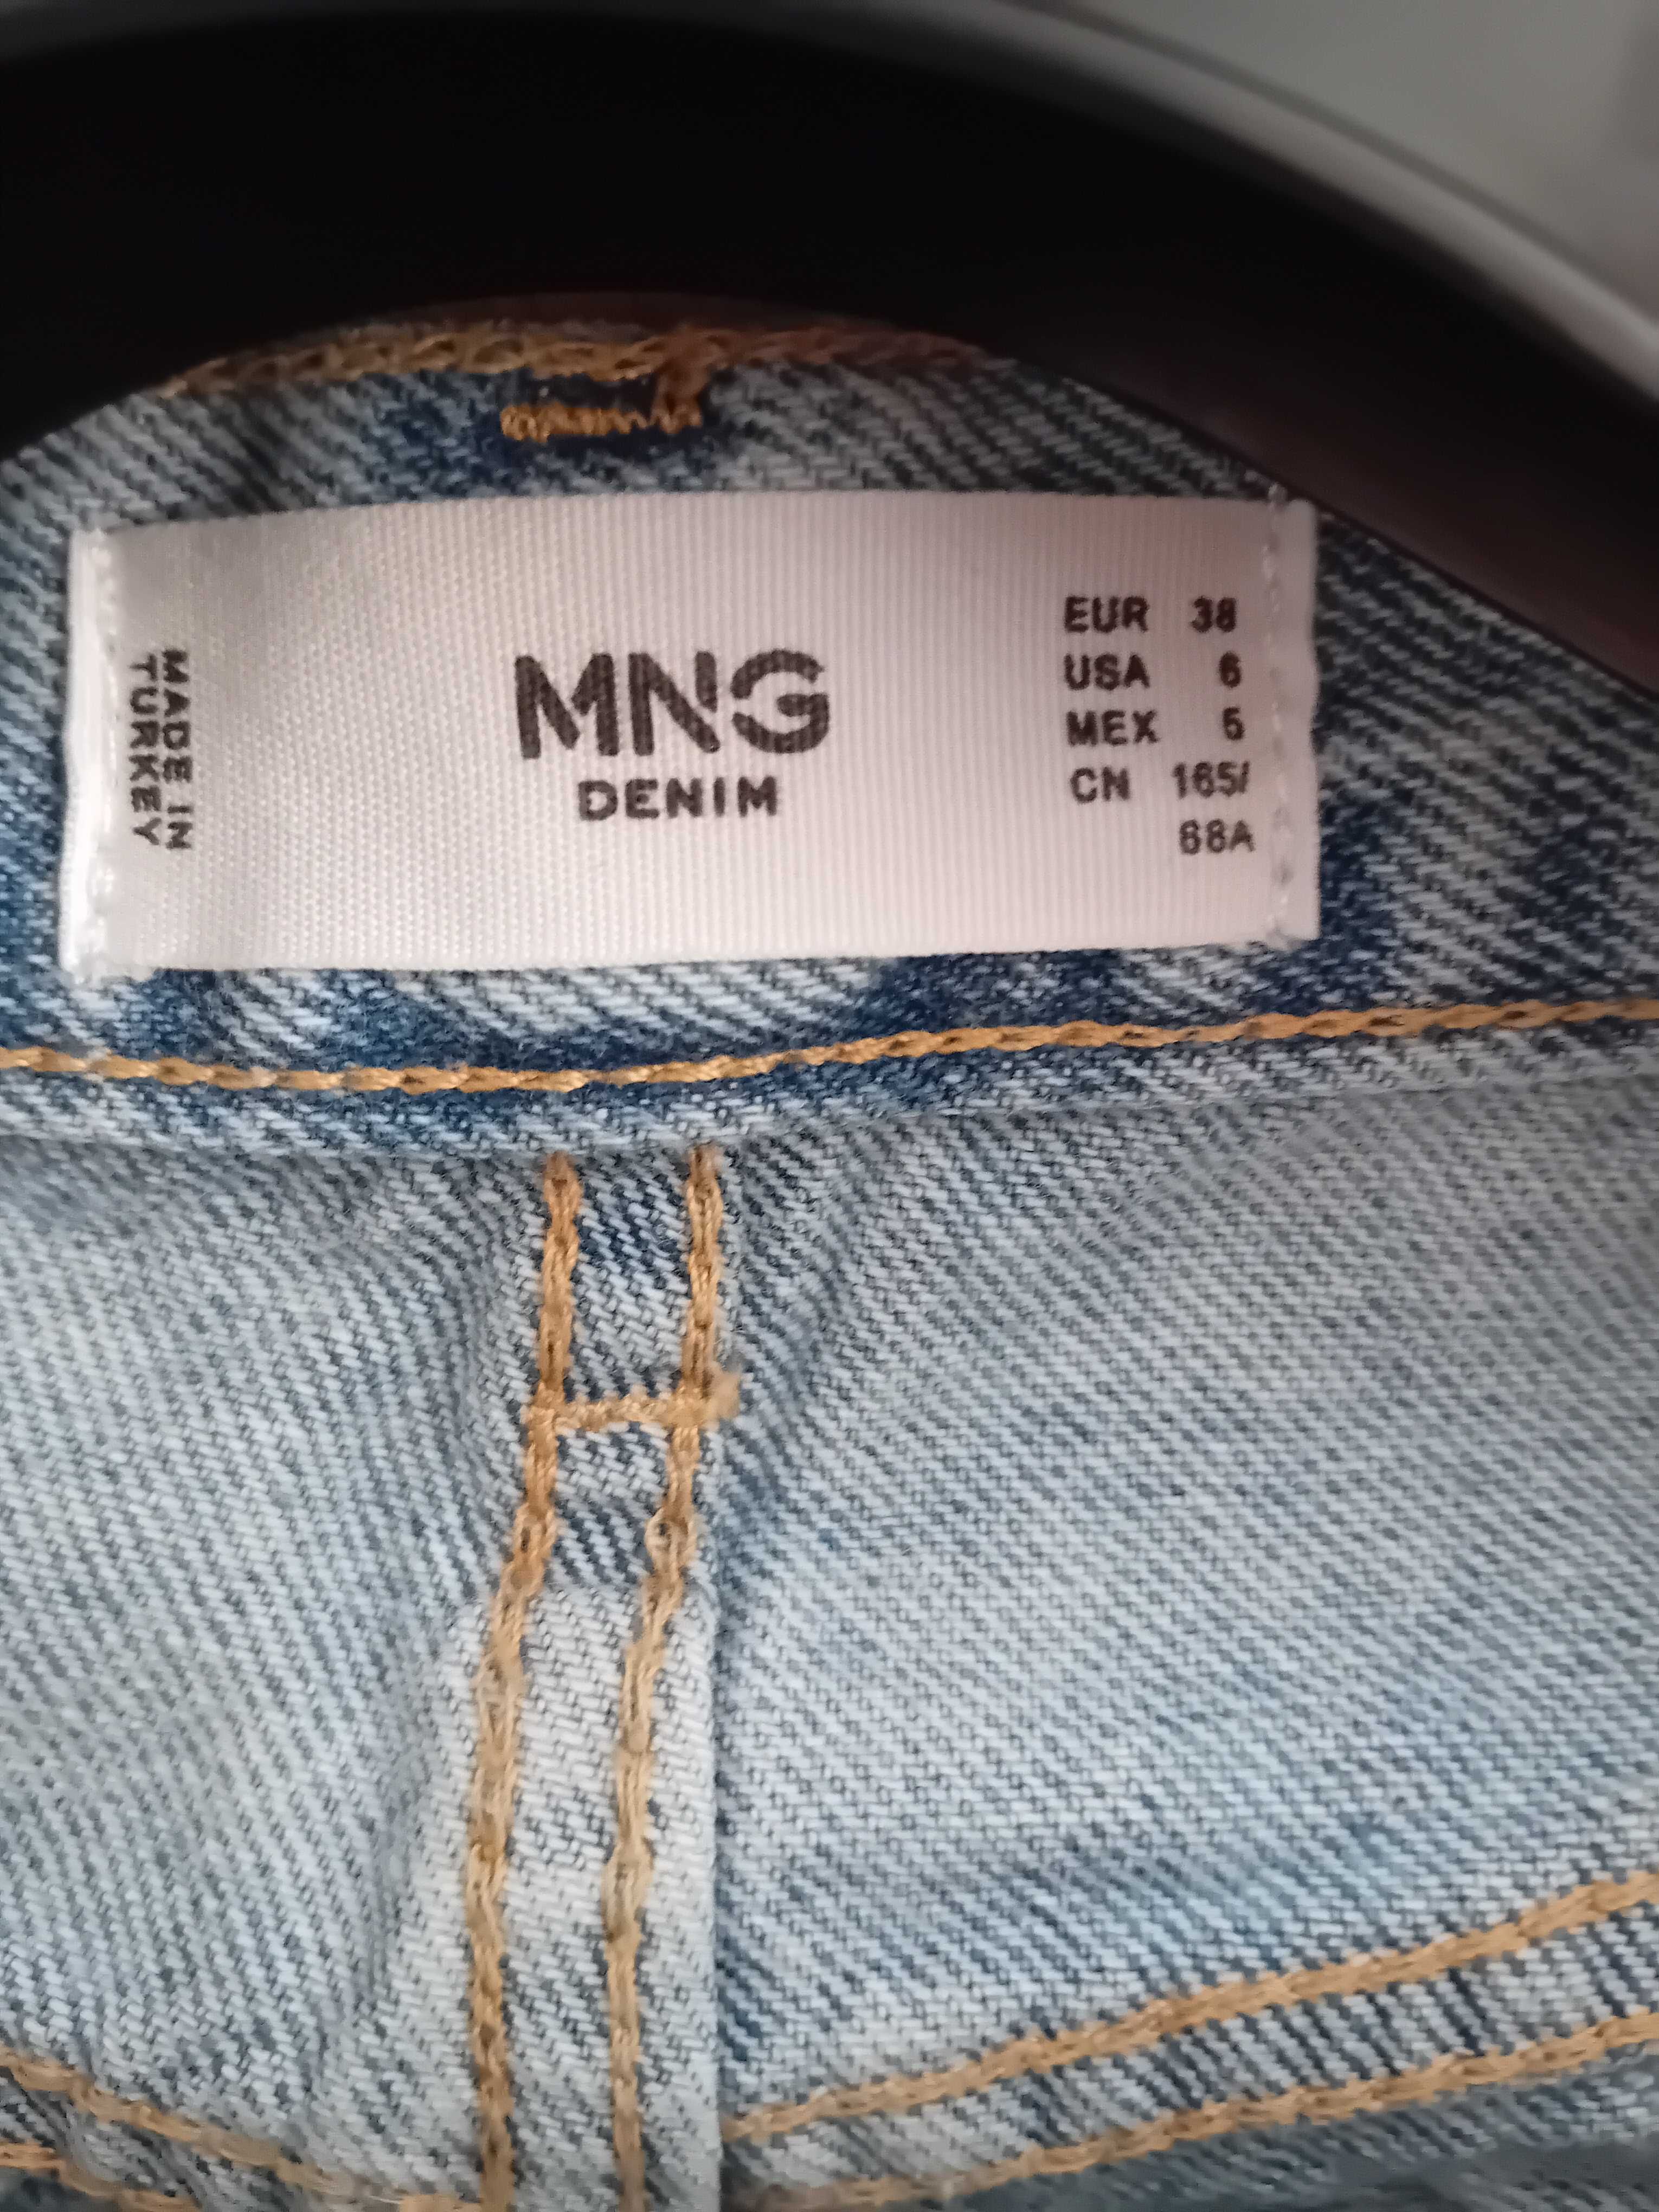 MADE IN
TURKEY
MNG
DENIM
EUR 38
USA 6
MEX 5
CN 165/
68A